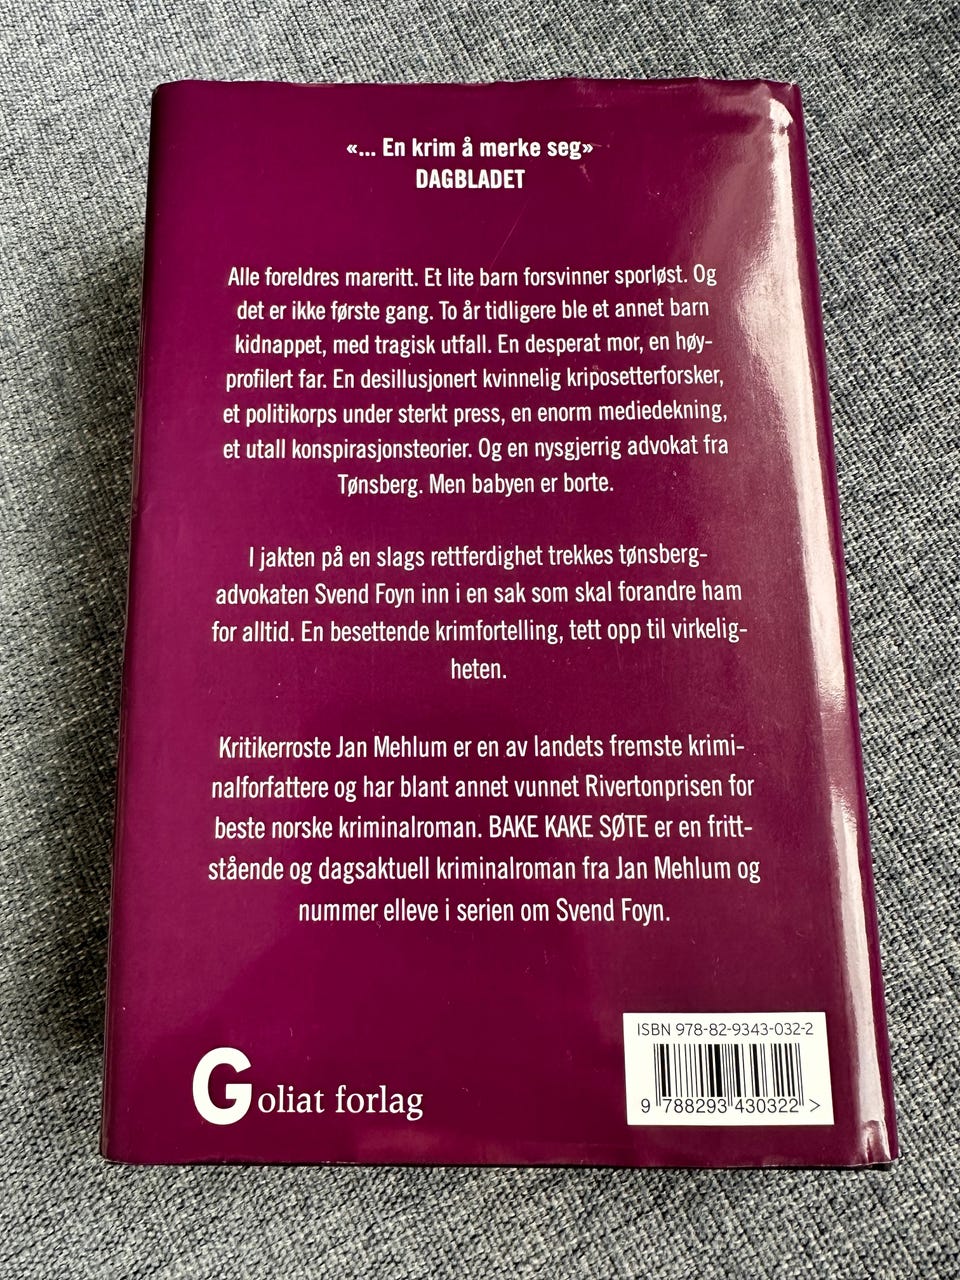 «... En krim å merke seg»
DAGBLADET
Alle foreldres mareritt. Et lite barn forsvinner sporløst. Og
det er ikke første gang. To år tidligere ble et annet barn
kidnappet, med tragisk utfall. En desperat mor, en høy-
profilert far. En desillusjonert kvinnelig kriposetterforsker,
et politikorps under sterkt press, en enorm mediedekning,
et utall konspirasjonsteorier. Og en nysgjerrig advokat fra
Tønsberg. Men babyen er borte.
I jakten på en slags rettferdighet trekkes tønsberg-
advokaten Svend Foyn inn i en sak som skal forandre ham
for alltid. En besettende krimfortelling, tett opp til virkelig-
heten.
Kritikerroste Jan Mehlum er en av landets fremste krimi-
nalforfattere og har blant annet vunnet Rivertonprisen for
beste norske kriminalroman. BAKE KAKE SØTE er en fritt-
stående og dagsaktuell kriminalroman fra Jan Mehlum og
nummer elleve i serien om Svend Foyn.
ISBN 978-82-9343-032-2
9 788293 430322 >
Goliat forlag